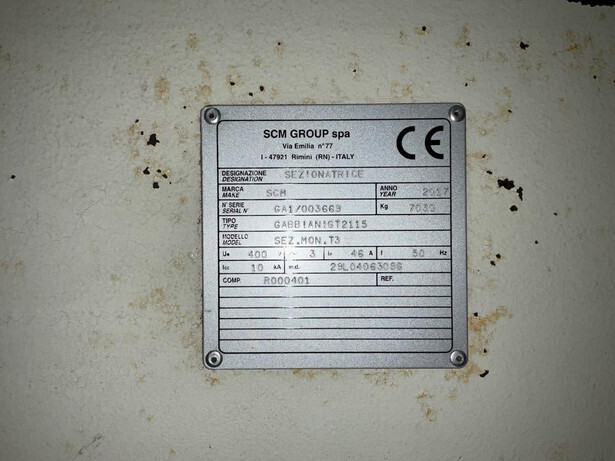 SCM GROUP spa
Via Emilia n°77
I - 47921 Rimini (RN) - ITALY
CE
DESIGNAZIONE DESIGNATION SEZIONATRICE
MARCA MAKE SCM ANNO YEAR 2017
N°SERIE SERIAL N° GA1/003669 Kg 7030
TIPO TYPE GABBIANIGT2115
MODELLO MODEL SEZ.MON.T3
Ue 400 V ~ 3 Ie 46 A f 50 Hz
Icc 10 kA w.d. 29L0406308G
COMP. R000401 REF.